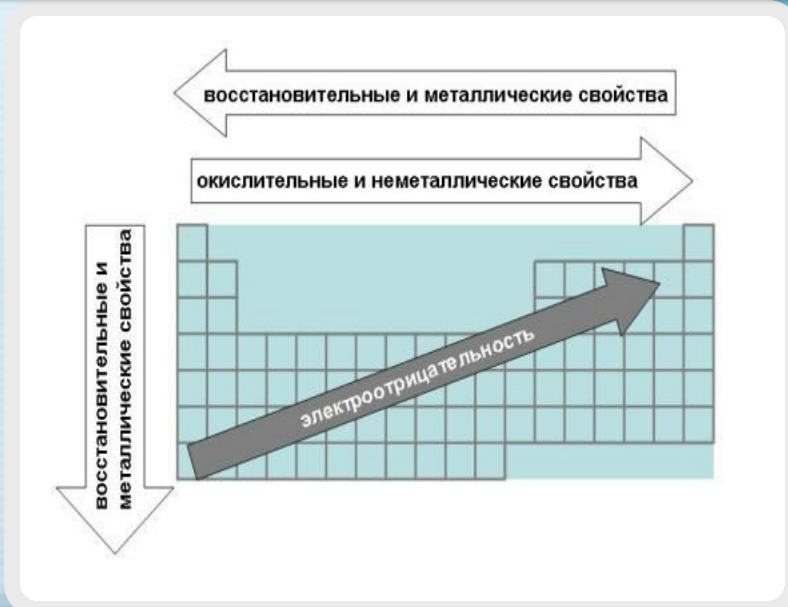 восстановительные и металлические свойства
окислительные и неметаллические свойства
восстановительные и
металлические свойства
электроотрицательность